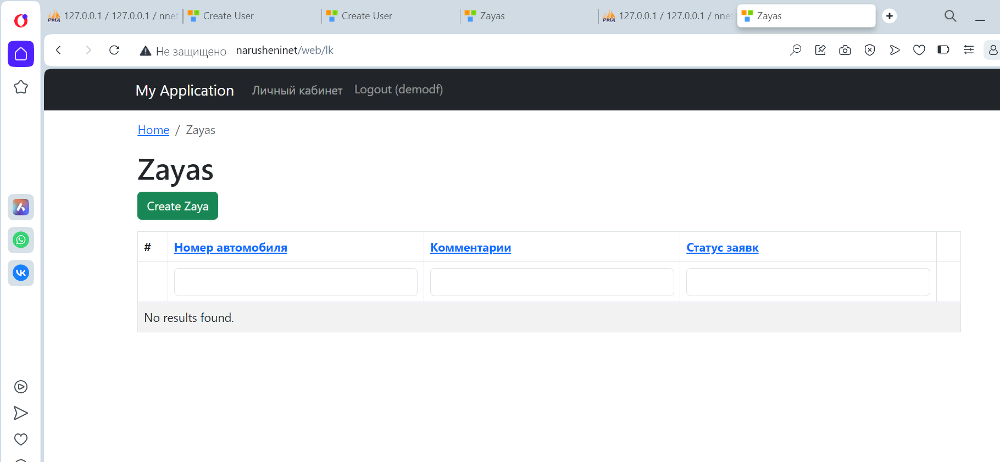 127.0.0.1 / 127.0.0.1 / nnet
Create User
Create User
Zayas
127.0.0.1 / 127.0.0.1 / nnet
Zayas
Не защищено
narusheninet/web/lk
My Application
Личный кабинет
Logout (demodf)
Home / Zayas
Zayas
Create Zaya
# Номер автомобиля Комментарии Статус заявк
No results found.